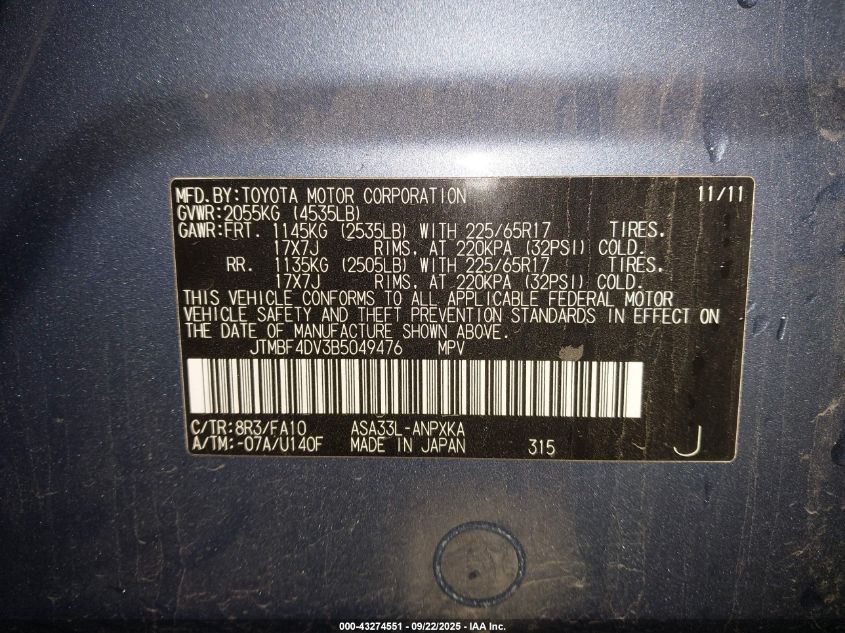 MFD. BY: TOYOTA MOTOR CORPORATION 11/11
GVWR: 2055KG (4535LB)
GAWR: FRT. 1145KG (2535LB) WITH 225/65R17 TIRES.
17X7J RIMS, AT 220KPA (32PSI) COLD.
RR. 1135KG (2505LB) WITH 225/65R17 TIRES.
17X7J RIMS, AT 220KPA (32PSI) COLD.
THIS VEHICLE CONFORMS TO ALL APPLICABLE FEDERAL MOTOR
VEHICLE SAFETY AND THEFT PREVENTION STANDARDS IN EFFECT ON
THE DATE OF MANUFACTURE SHOWN ABOVE.
JTMBF4DV3B5049476 MPV
C/TR: 8R3/FA10 ASA33L-ANPXKA
A/TM: -07A/U140F MADE IN JAPAN 315 J
000-43274551 - 09/22/2025 - IAA Inc.